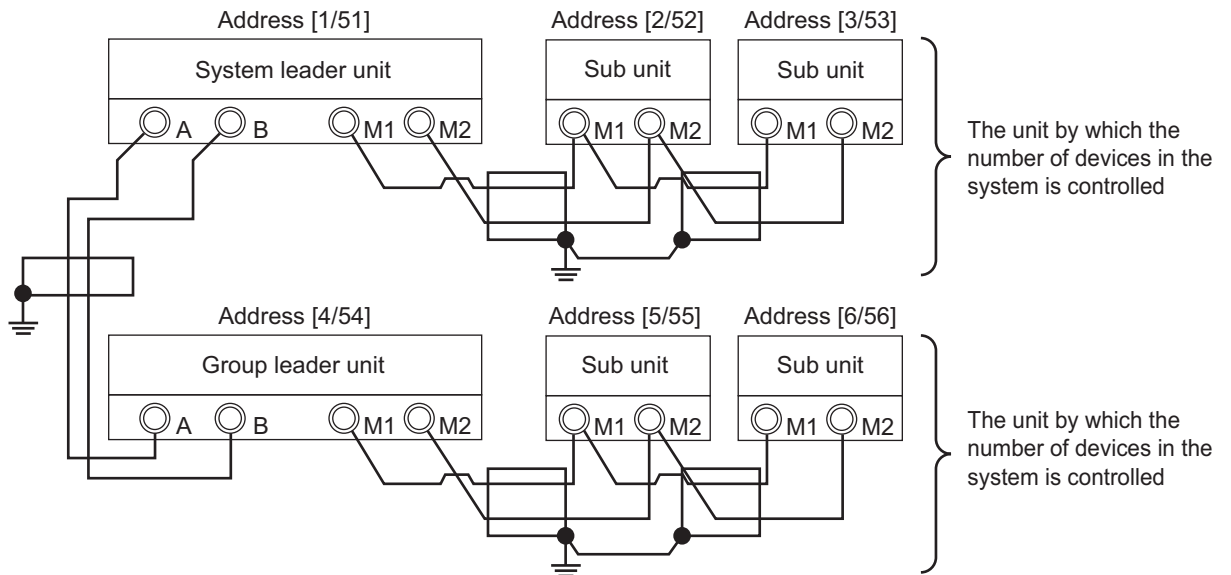 Address [1/51]
Address [2/52]
Address [3/53]
System leader unit
Sub unit
Sub unit
A
B
M1
M2
M1
M2
M1
M2
The unit by which the
number of devices in the
system is controlled
Address [4/54]
Address [5/55]
Address [6/56]
Group leader unit
Sub unit
Sub unit
A
B
M1
M2
M1
M2
M1
M2
The unit by which the
number of devices in the
system is controlled